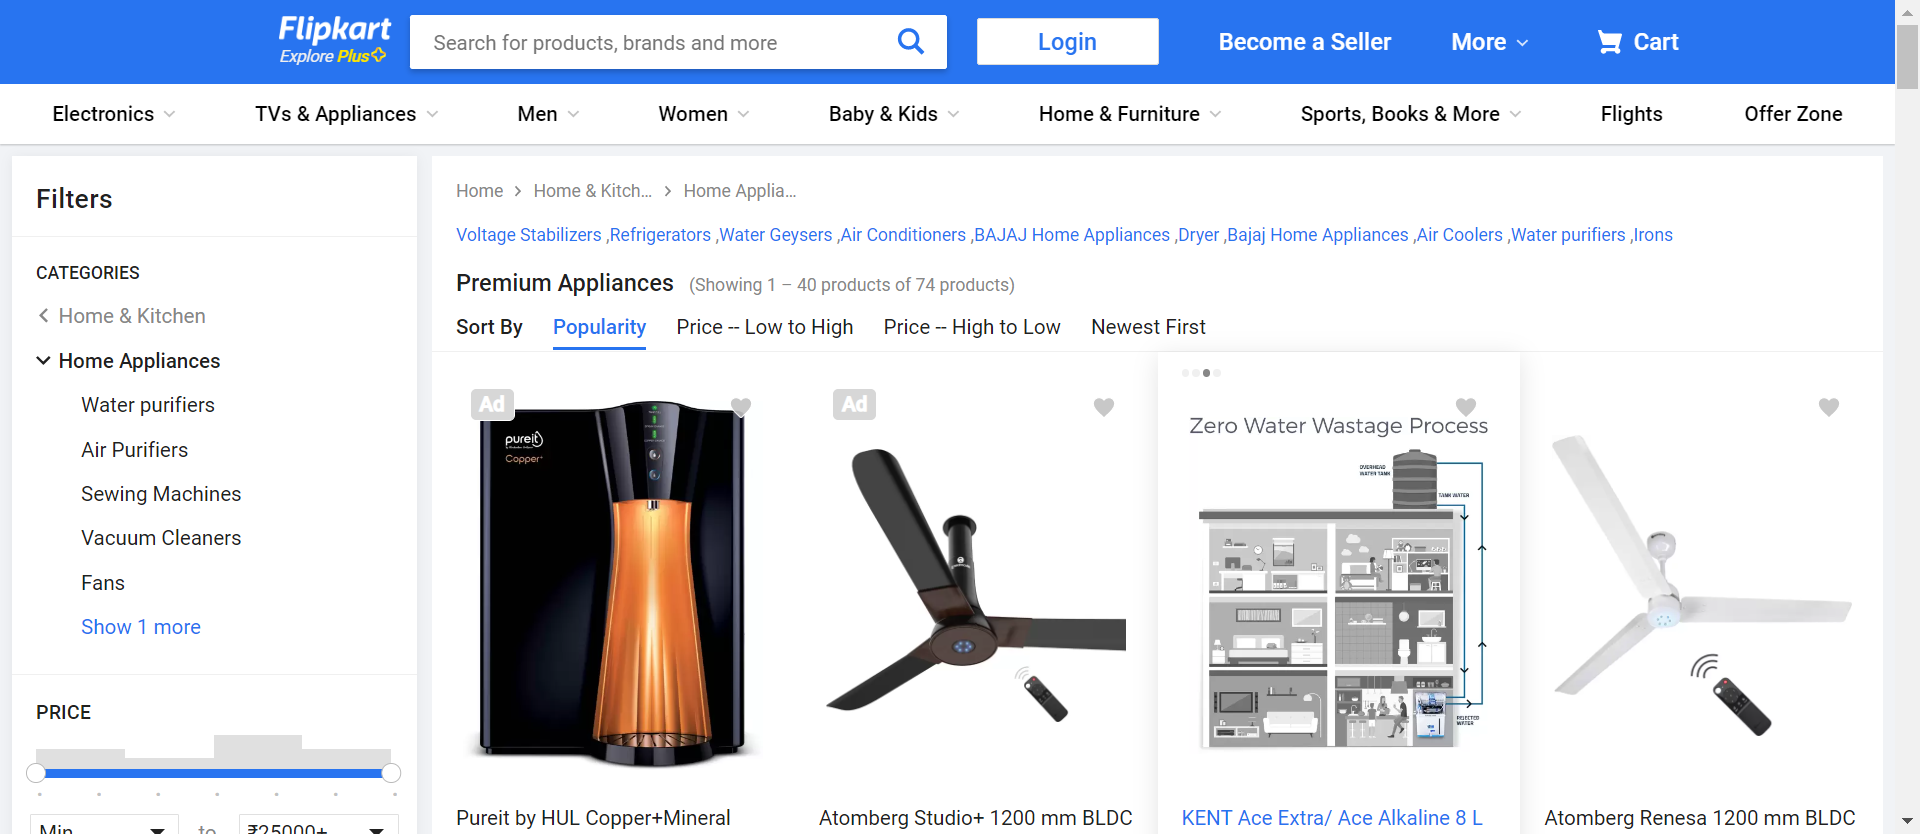 Flipkart
Explore Plus
Search for products, brands and more
Login
Become a Seller
More
Cart
Electronics
TVs & Appliances
Men
Women
Baby & Kids
Home & Furniture
Sports, Books & More
Flights
Offer Zone
Filters
CATEGORIES
Home & Kitchen
Home Appliances
Water purifiers
Air Purifiers
Sewing Machines
Vacuum Cleaners
Fans
Show 1 more
PRICE
Min
to
₹25000+
Home
Home & Kitch...
Home Applia...
Voltage Stabilizers ,Refrigerators ,Water Geysers ,Air Conditioners ,BAJAJ Home Appliances ,Dryer ,Bajaj Home Appliances ,Air Coolers ,Water purifiers ,Irons
Premium Appliances (Showing 1 – 40 products of 74 products)
Sort By
Popularity
Price -- Low to High
Price -- High to Low
Newest First
Ad
pureit
Copper+
Pureit by HUL Copper+Mineral
Ad
Atomberg Studio+ 1200 mm BLDC
Zero Water Wastage Process
OVERHEAD
WATER TANK
TANK WATER
REJECTED
WATER
KENT Ace Extra/ Ace Alkaline 8 L
Atomberg Renesa 1200 mm BLDC